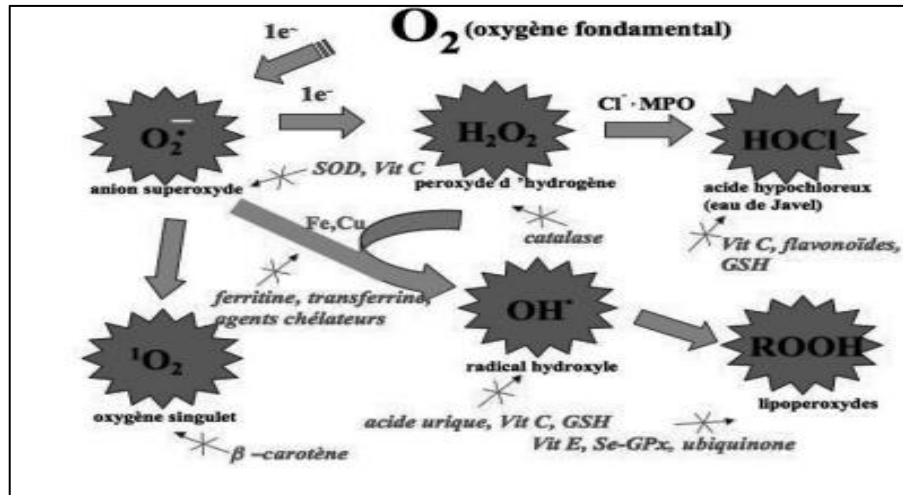 O₂ (oxygène fondamental)
1e⁻
1e⁻
Cl⁻ · MPO
O₂•⁻
H₂O₂
HOCl
anion superoxyde
SOD, Vit C
peroxyde d 'hydrogène
acide hypochloreux
(eau de Javel)
Fe,Cu
catalase
Vit C, flavonoïdes,
GSH
ferritine, transferrine,
agents chélateurs
OH•
¹O₂
ROOH
radical hydroxyle
oxygène singulet
lipoperoxydes
acide urique, Vit C, GSH
Vit E, Se-GPx, ubiquinone
β –carotène